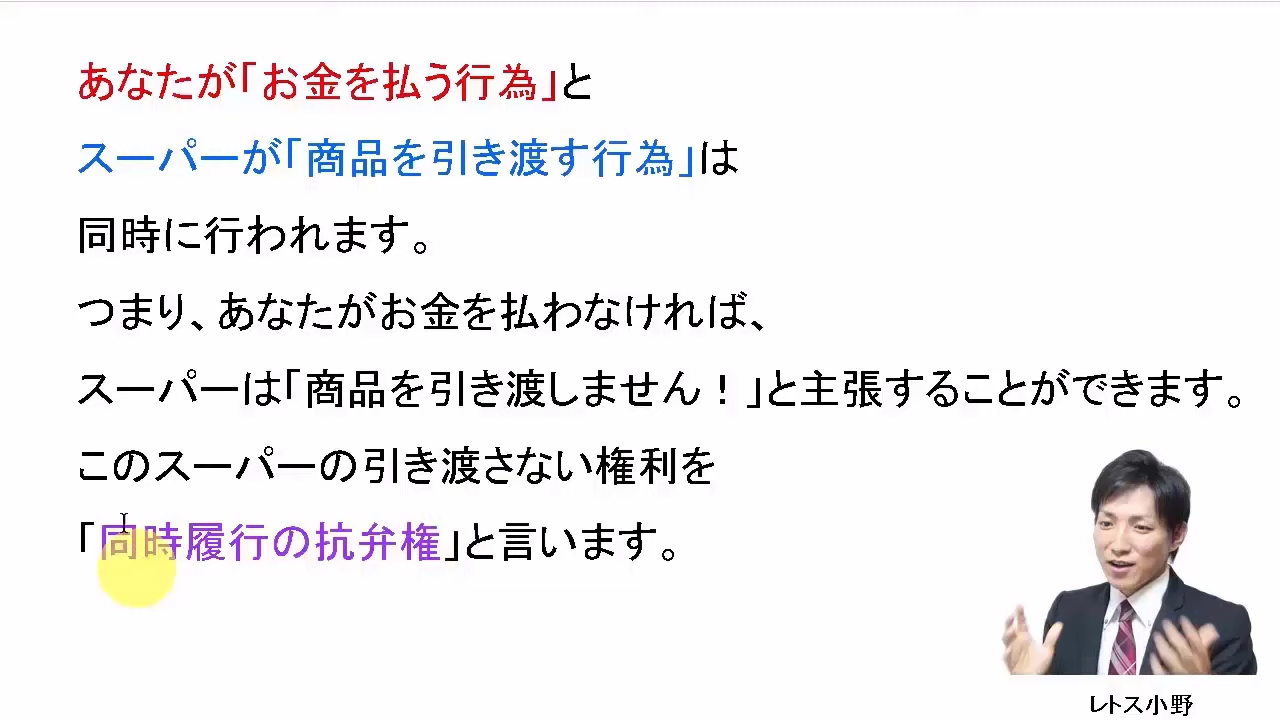 あなたが「お金を払う行為」と
スーパーが「商品を引き渡す行為」は
同時に行われます。
つまり、あなたがお金を払わなければ、
スーパーは「商品を引き渡しません！」と主張することができます。
このスーパーの引き渡さない権利を
「同時履行の抗弁権」と言います。
レトス小野